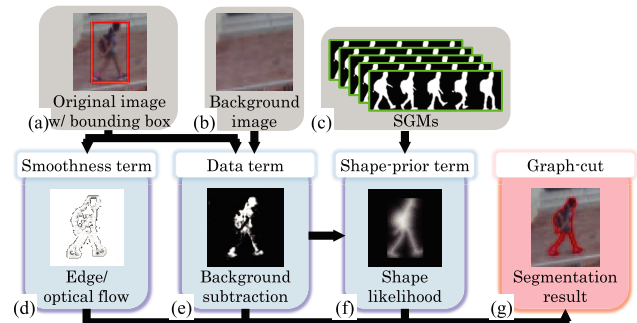 Original image
w/ bounding box
(a)
Background
image
(b)
SGMs
(c)
Smoothness term
Data term
Shape-prior term
Graph-cut
Edge/
optical flow
(d)
Background
subtraction
(e)
Shape
likelihood
(f)
Segmentation
result
(g)